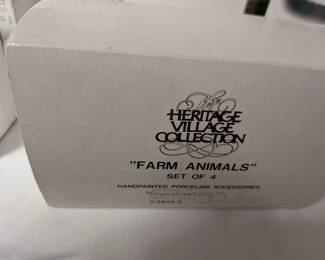 The
HERITAGE
VILLAGE
COLLECTION
"FARM ANIMALS"
SET OF 4
HANDPAINTED PORCELAIN ACCESSORIES